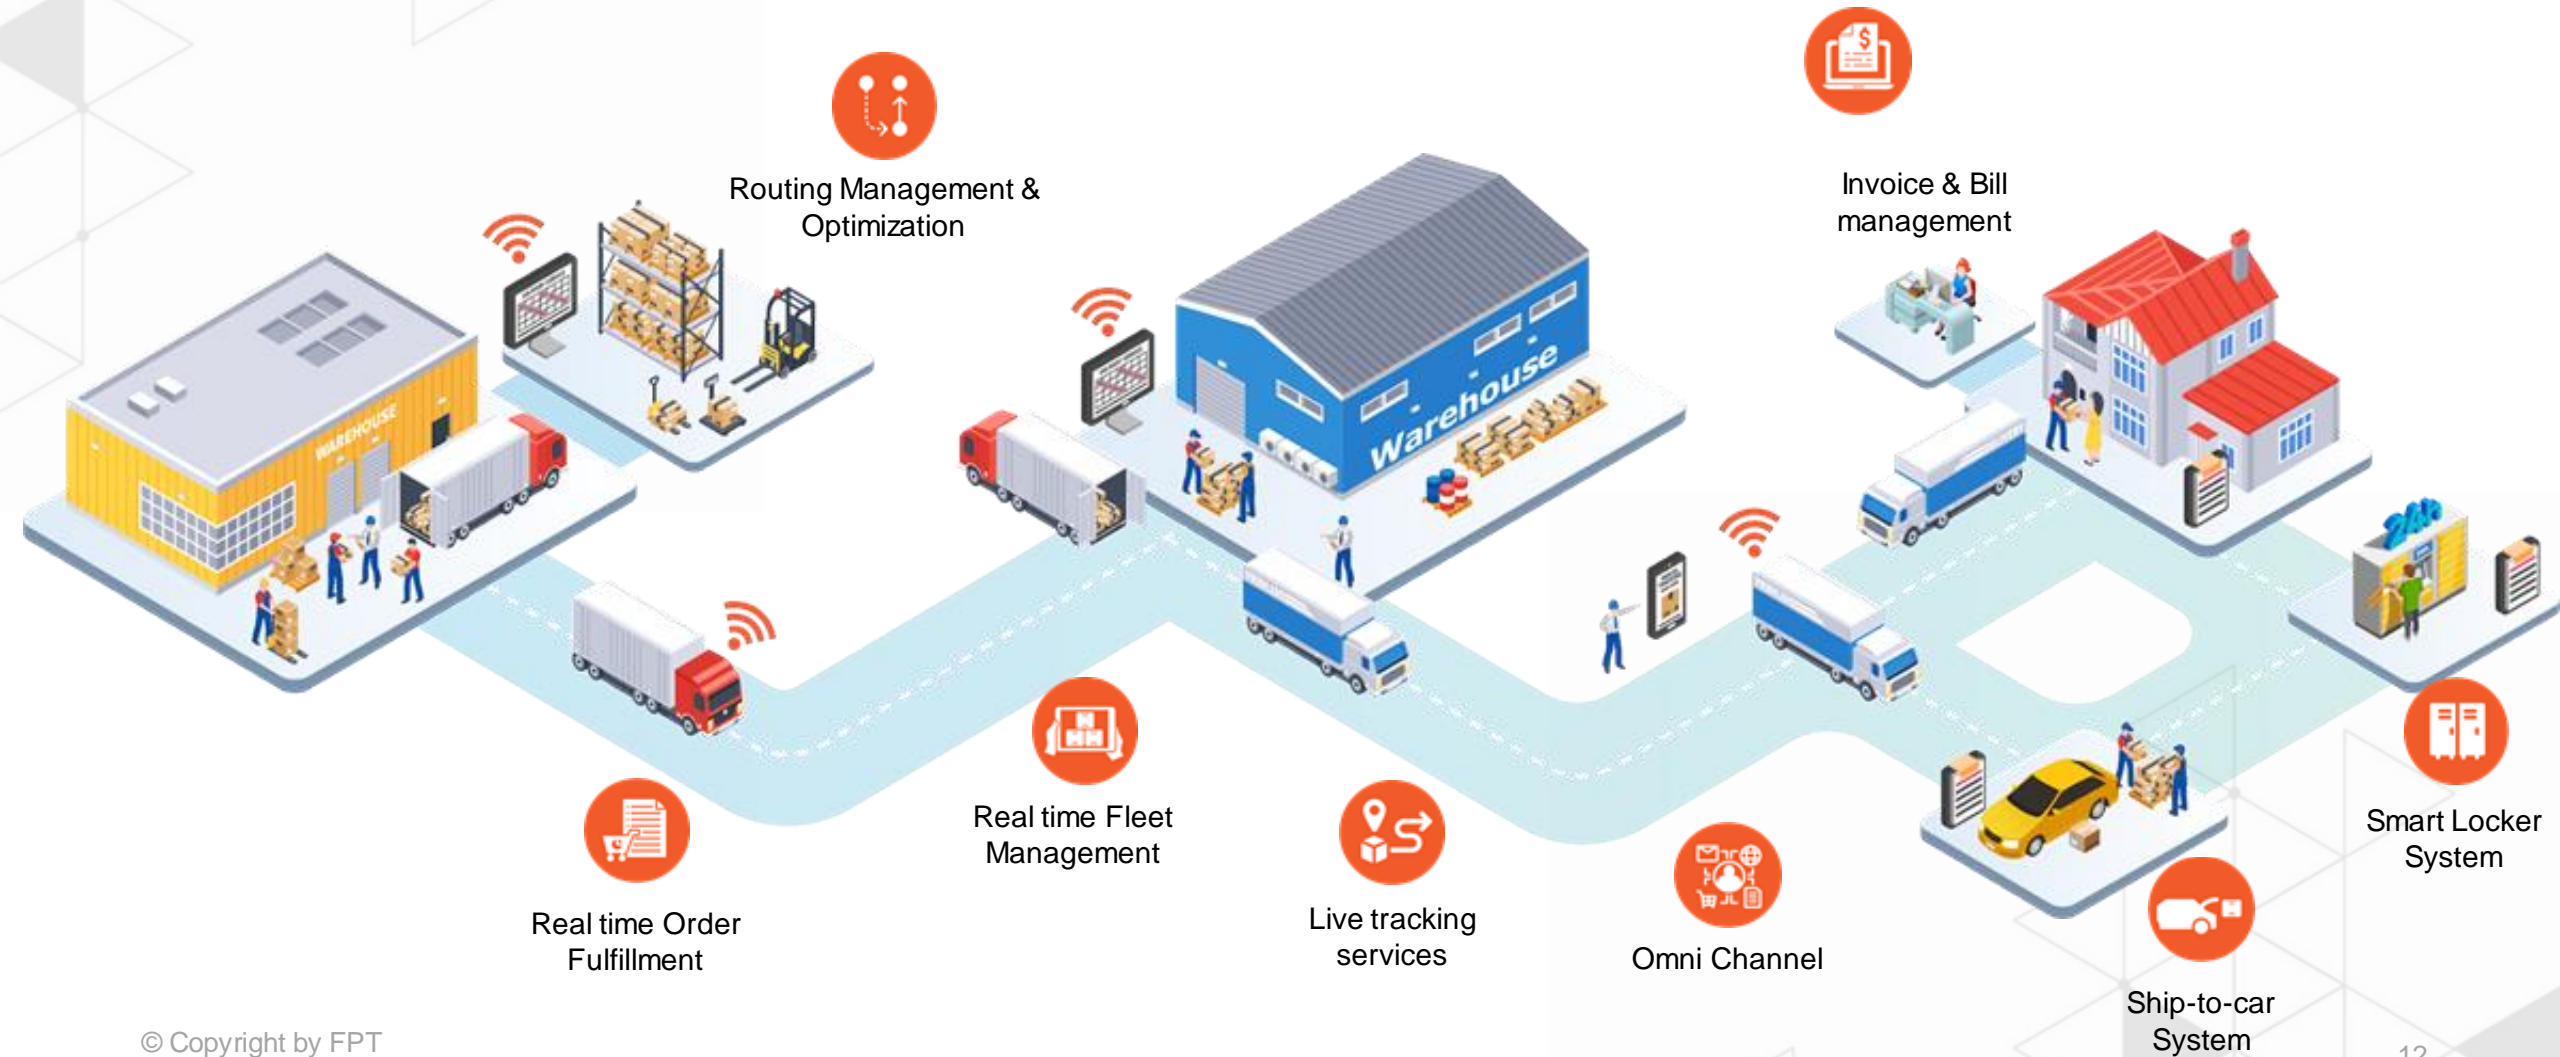 Routing Management &
Optimization
Invoice & Bill
management
WAREHOUSE
Warehouse
Real time Order
Fulfillment
Real time Fleet
Management
Live tracking
services
Omni Channel
Ship-to-car
System
Smart Locker
System
© Copyright by FPT
12